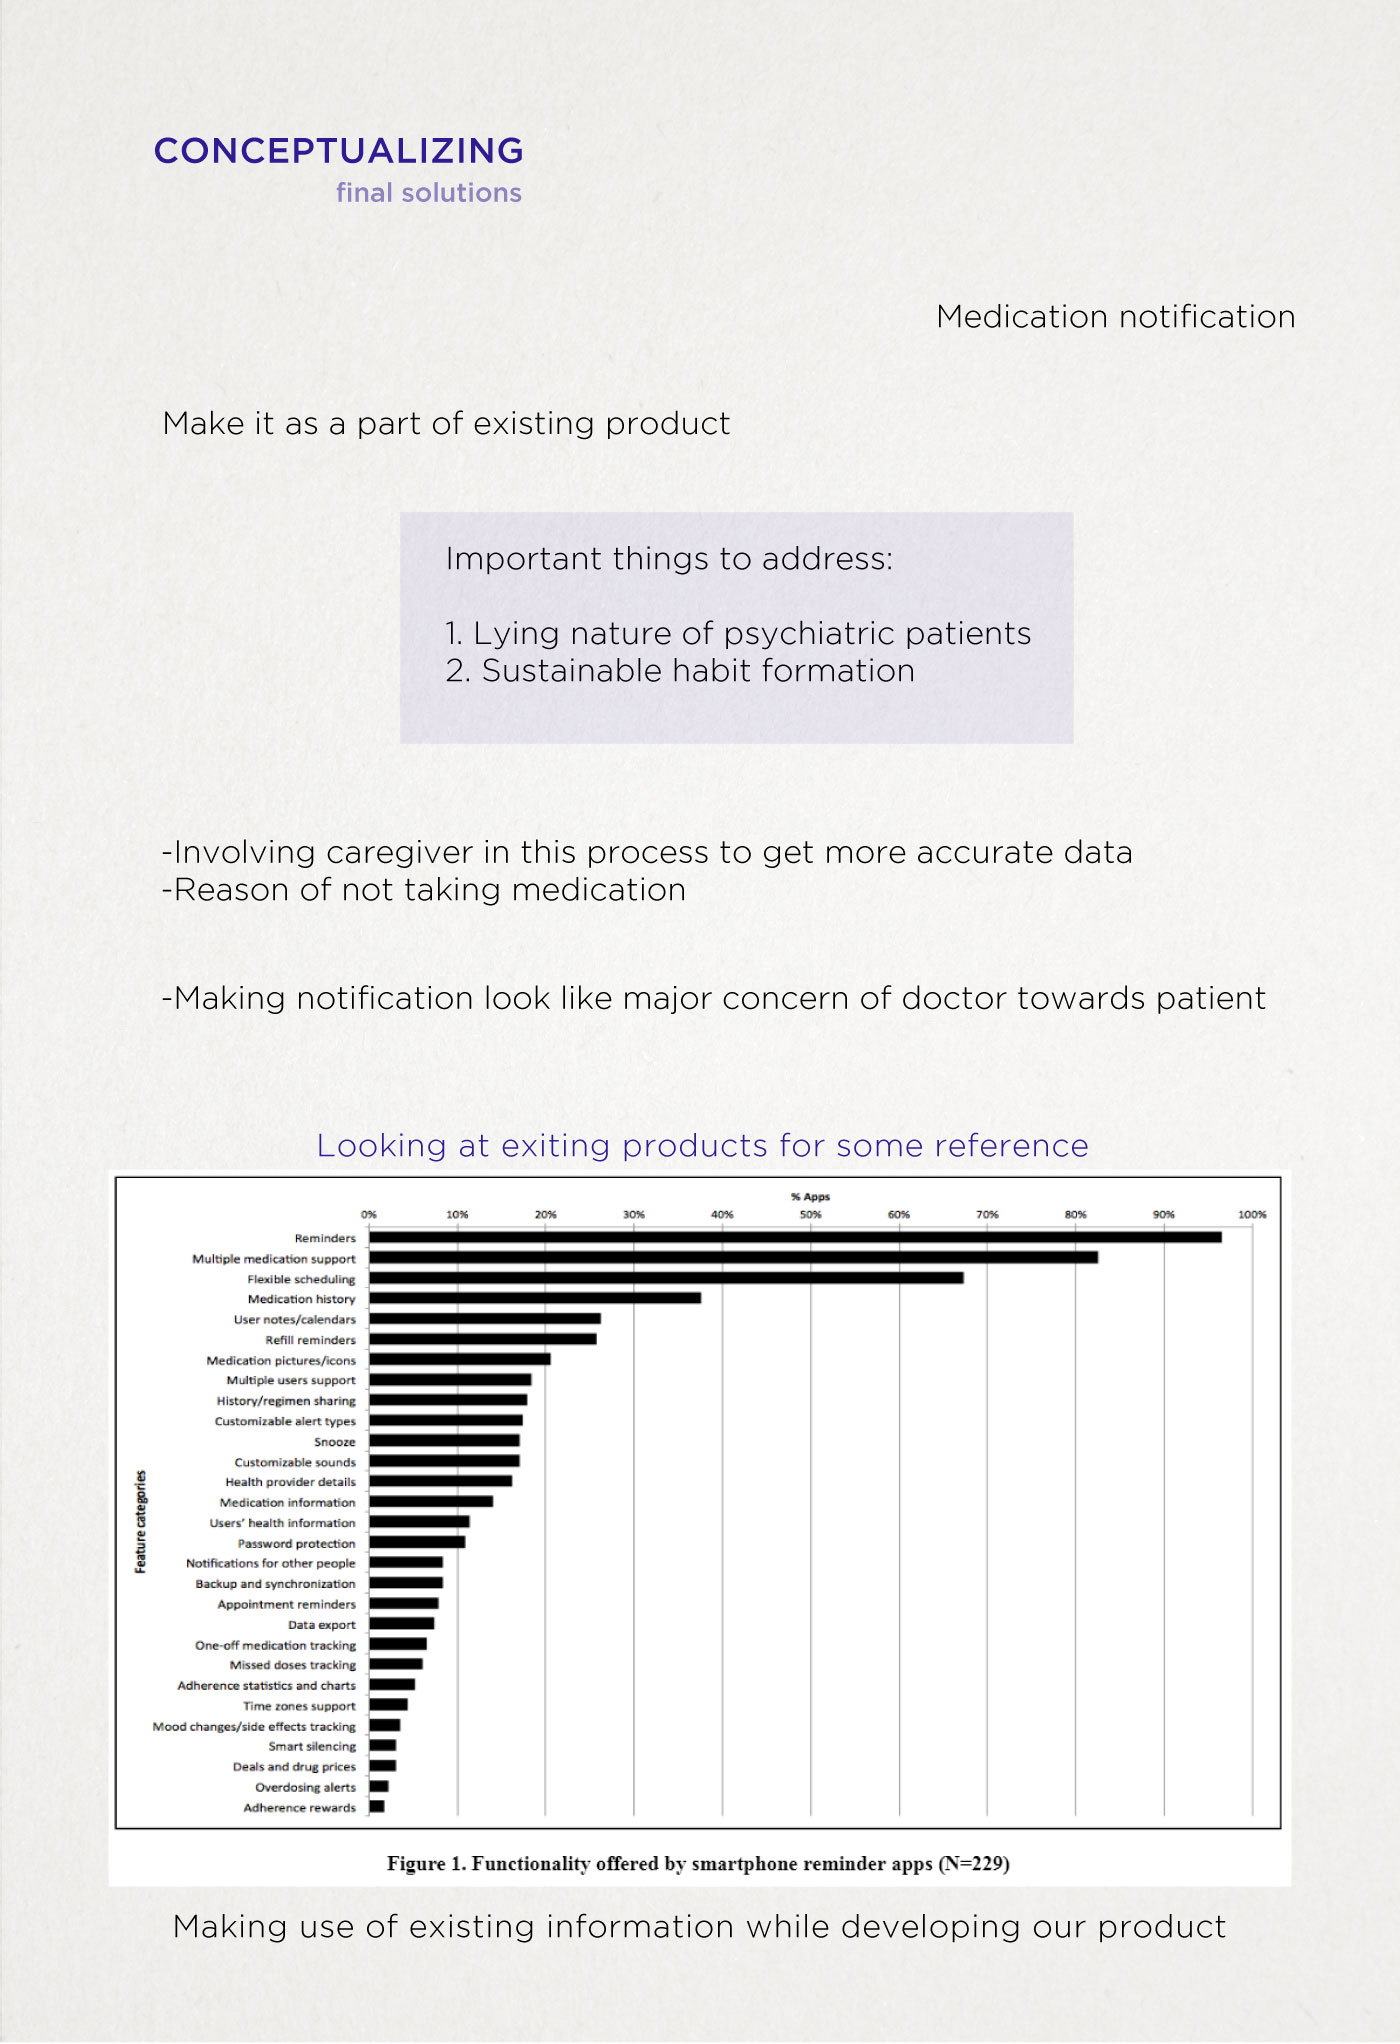 CONCEPTUALIZING
final solutions
Medication notification
Make it as a part of existing product
Important things to address:
1. Lying nature of psychiatric patients
2. Sustainable habit formation
-Involving caregiver in this process to get more accurate data
-Reason of not taking medication
-Making notification look like major concern of doctor towards patient
Looking at exiting products for some reference
% Apps
0% 10% 20% 30% 40% 50% 60% 70% 80% 90% 100%
Feature categories
Reminders
Multiple medication support
Flexible scheduling
Medication history
User notes/calendars
Refill reminders
Medication pictures/icons
Multiple users support
History/regimen sharing
Customizable alert types
Snooze
Customizable sounds
Health provider details
Medication information
Users' health information
Password protection
Notifications for other people
Backup and synchronization
Appointment reminders
Data export
One-off medication tracking
Missed doses tracking
Adherence statistics and charts
Time zones support
Mood changes/side effects tracking
Smart silencing
Deals and drug prices
Overdosing alerts
Adherence rewards
Figure 1. Functionality offered by smartphone reminder apps (N=229)
Making use of existing information while developing our product